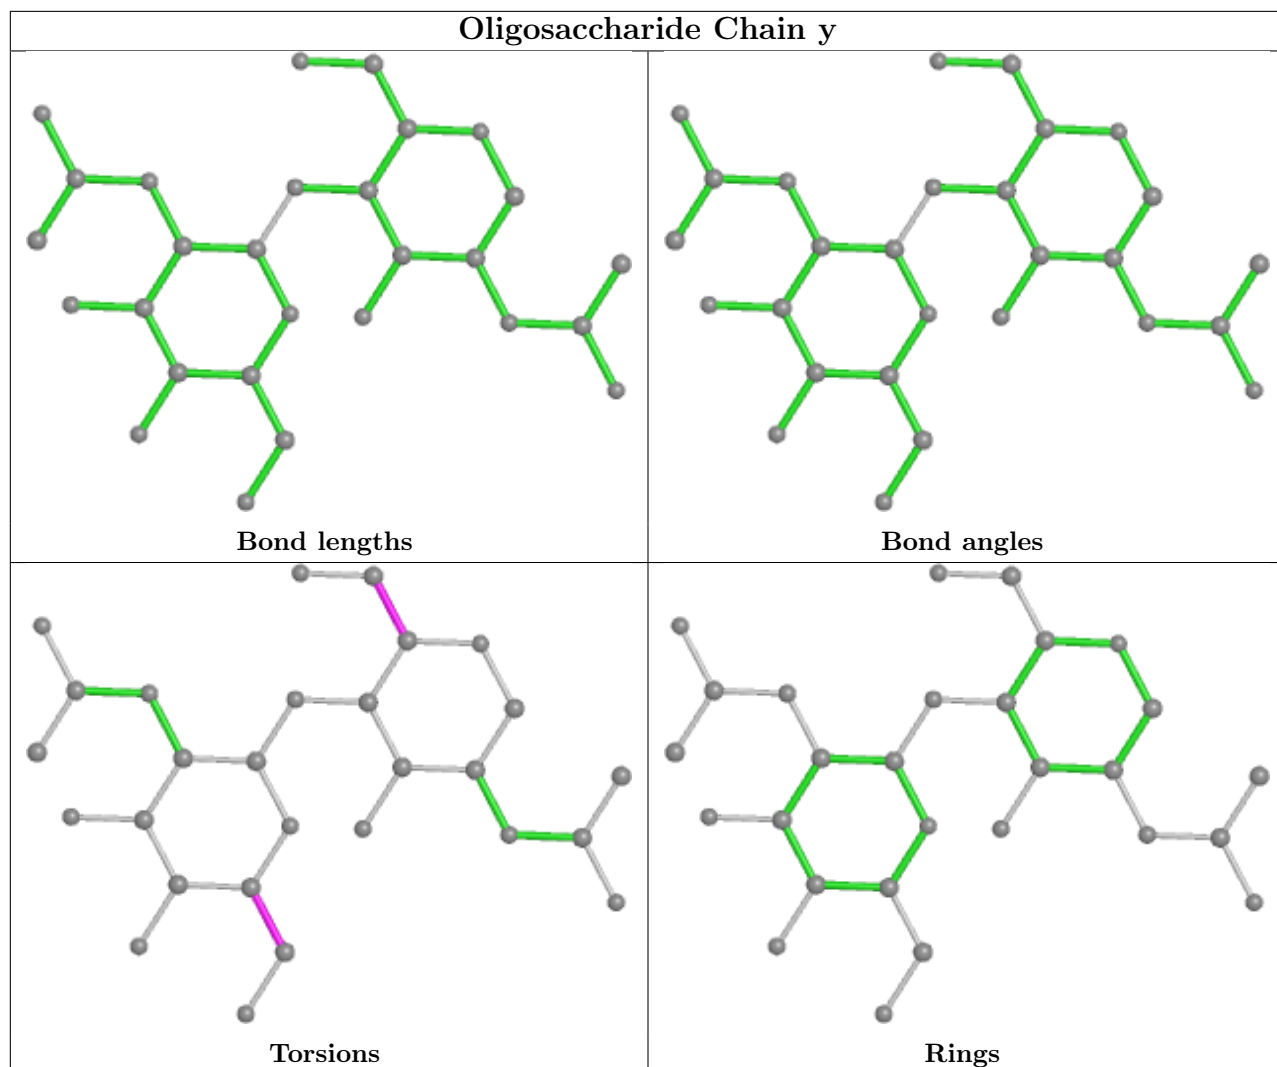 Oligosaccharide Chain y
Bond lengths
Bond angles
Torsions
Rings